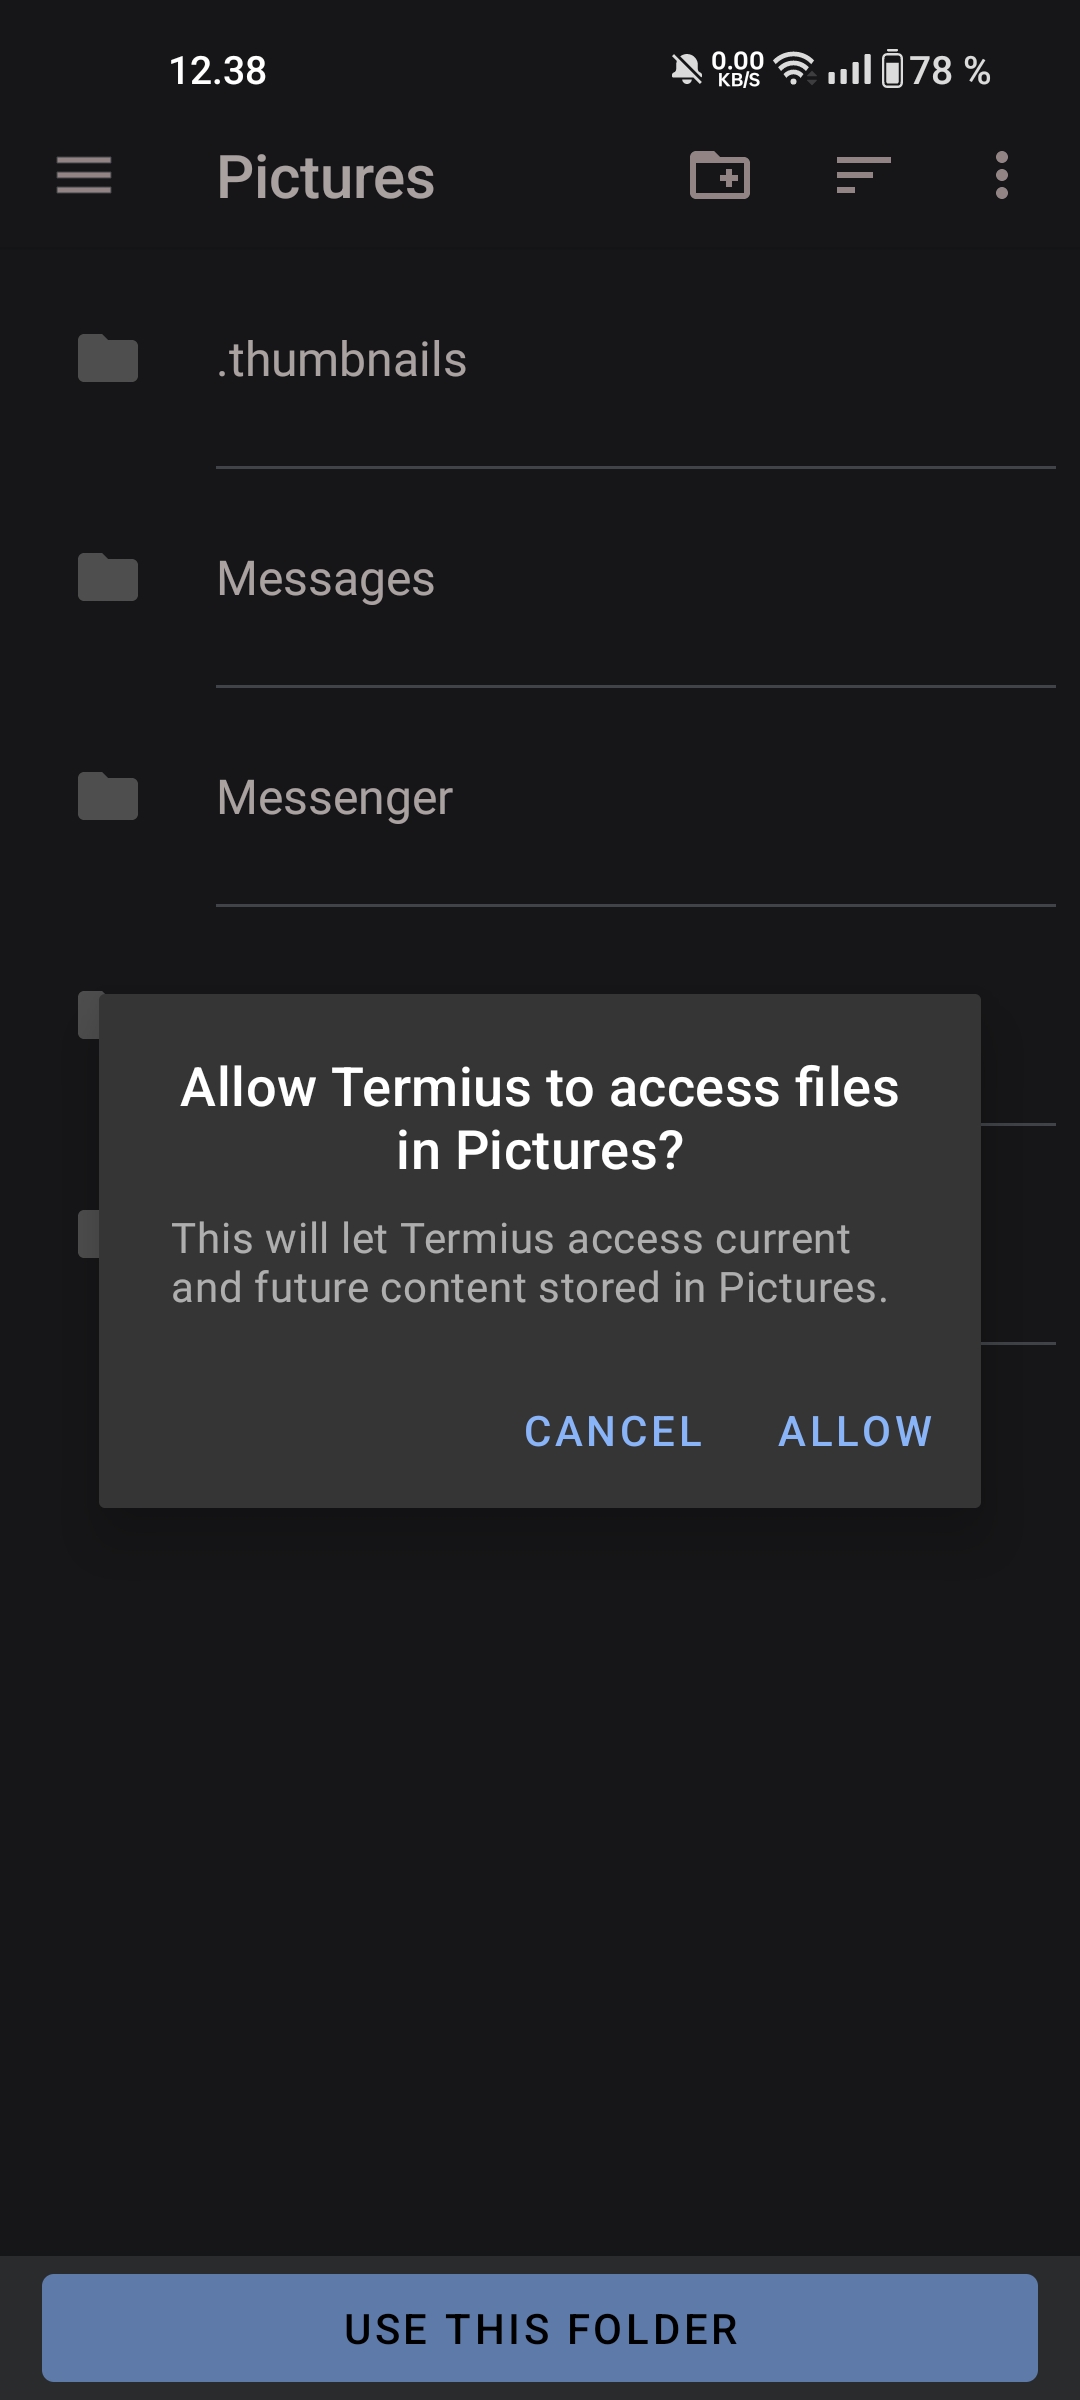 12.38
0.00
KB/S
78 %
Pictures
.thumbnails
Messages
Messenger
Allow Termius to access files
in Pictures?
This will let Termius access current
and future content stored in Pictures.
CANCEL ALLOW
USE THIS FOLDER